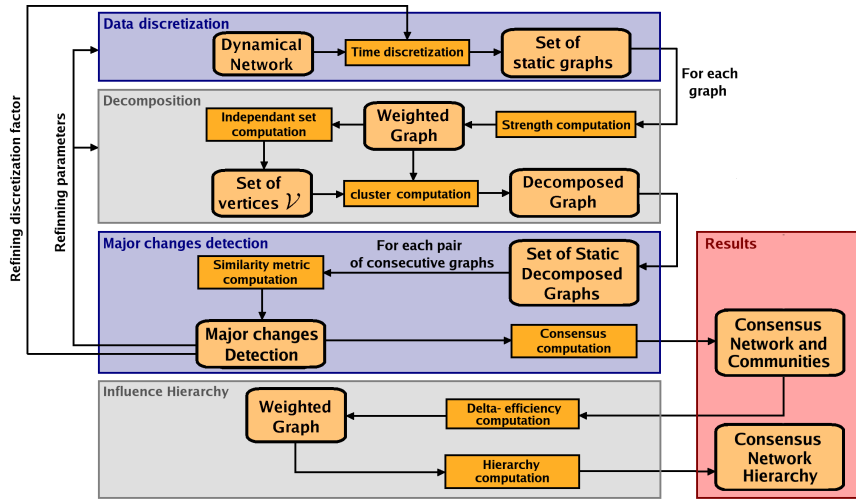 Data discretization
Dynamical
Network
Time discretization
Set of
static graphs
For each
graph
Decomposition
Independant set
computation
Weighted
Graph
Strength computation
Set of
vertices 𝒱
cluster computation
Decomposed
Graph
Refining discretization factor
Refinning parameters
Major changes detection
For each pair
of consecutive graphs
Similarity metric
computation
Set of Static
Decomposed
Graphs
Major changes
Detection
Consensus
computation
Results
Consensus
Network and
Communities
Influence Hierarchy
Weighted
Graph
Delta- efficiency
computation
Hierarchy
computation
Consensus
Network
Hierarchy